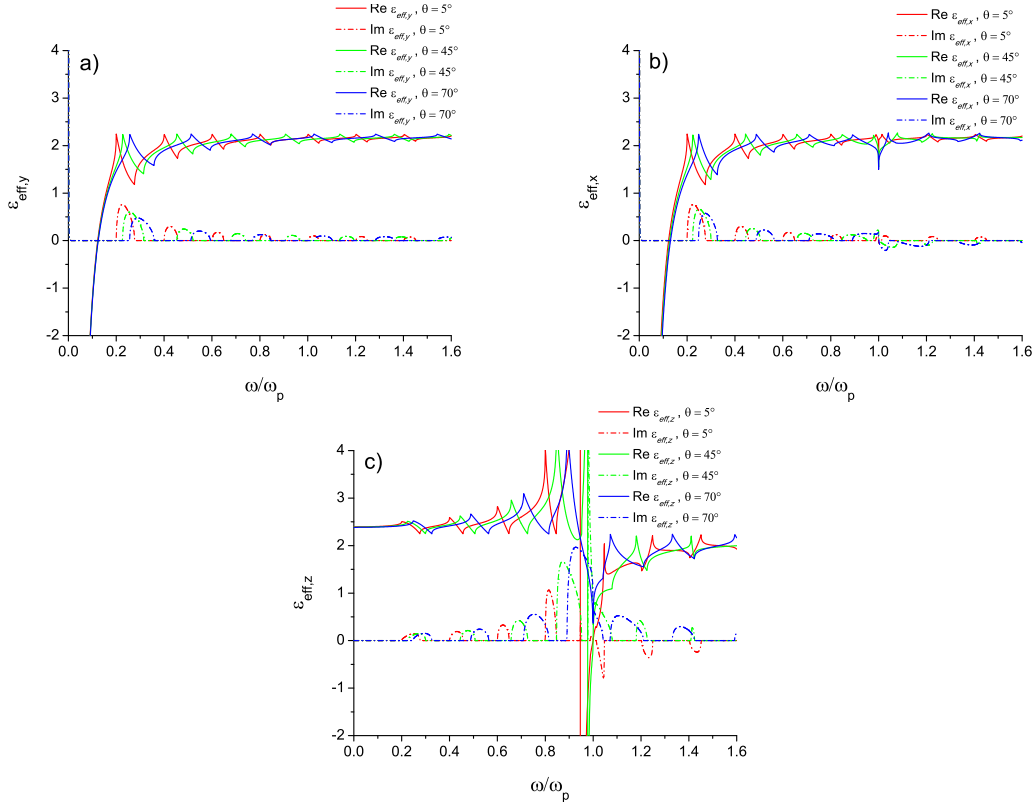 Re ε_eff,y , θ = 5°
Im ε_eff,y , θ = 5°
Re ε_eff,y , θ = 45°
Im ε_eff,y , θ = 45°
Re ε_eff,y , θ = 70°
Im ε_eff,y , θ = 70°
a)
4
3
2
1
0
-1
-2
ε_eff,y
0.0 0.2 0.4 0.6 0.8 1.0 1.2 1.4 1.6
ω/ω_p
Re ε_eff,x , θ = 5°
Im ε_eff,x , θ = 5°
Re ε_eff,x , θ = 45°
Im ε_eff,x , θ = 45°
Re ε_eff,x , θ = 70°
Im ε_eff,x , θ = 70°
b)
4
3
2
1
0
-1
-2
ε_eff,x
0.0 0.2 0.4 0.6 0.8 1.0 1.2 1.4 1.6
ω/ω_p
Re ε_eff,z , θ = 5°
Im ε_eff,z , θ = 5°
Re ε_eff,z , θ = 45°
Im ε_eff,z , θ = 45°
Re ε_eff,z , θ = 70°
Im ε_eff,z , θ = 70°
c)
4
3
2
1
0
-1
-2
ε_eff,z
0.0 0.2 0.4 0.6 0.8 1.0 1.2 1.4 1.6
ω/ω_p